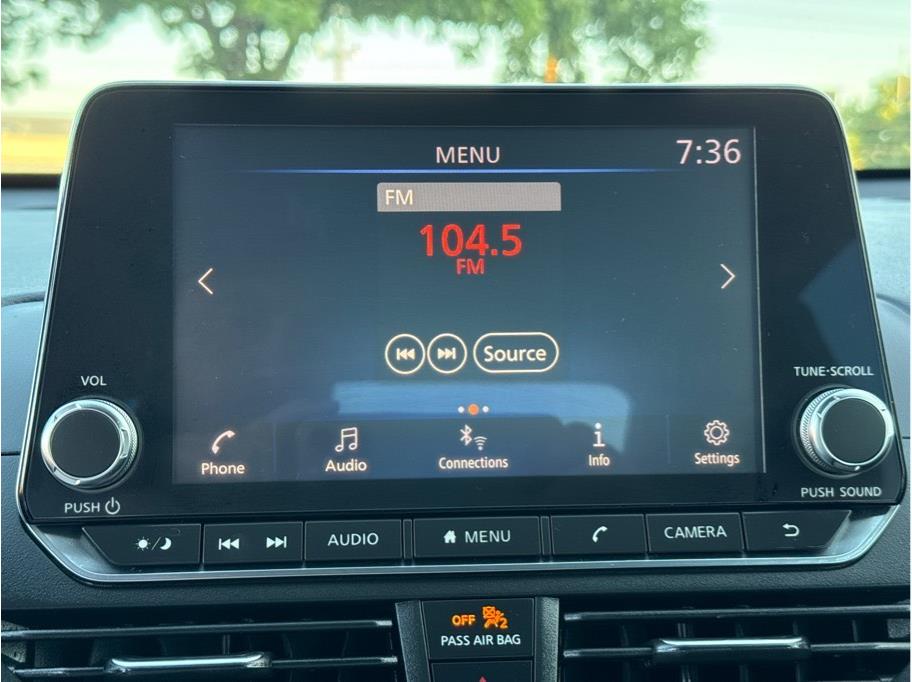 MENU
7:36
FM
104.5
FM
Source
Phone
Audio
Connections
Info
Settings
VOL
PUSH
TUNE·SCROLL
PUSH SOUND
AUDIO
MENU
CAMERA
OFF 2
PASS AIR BAG